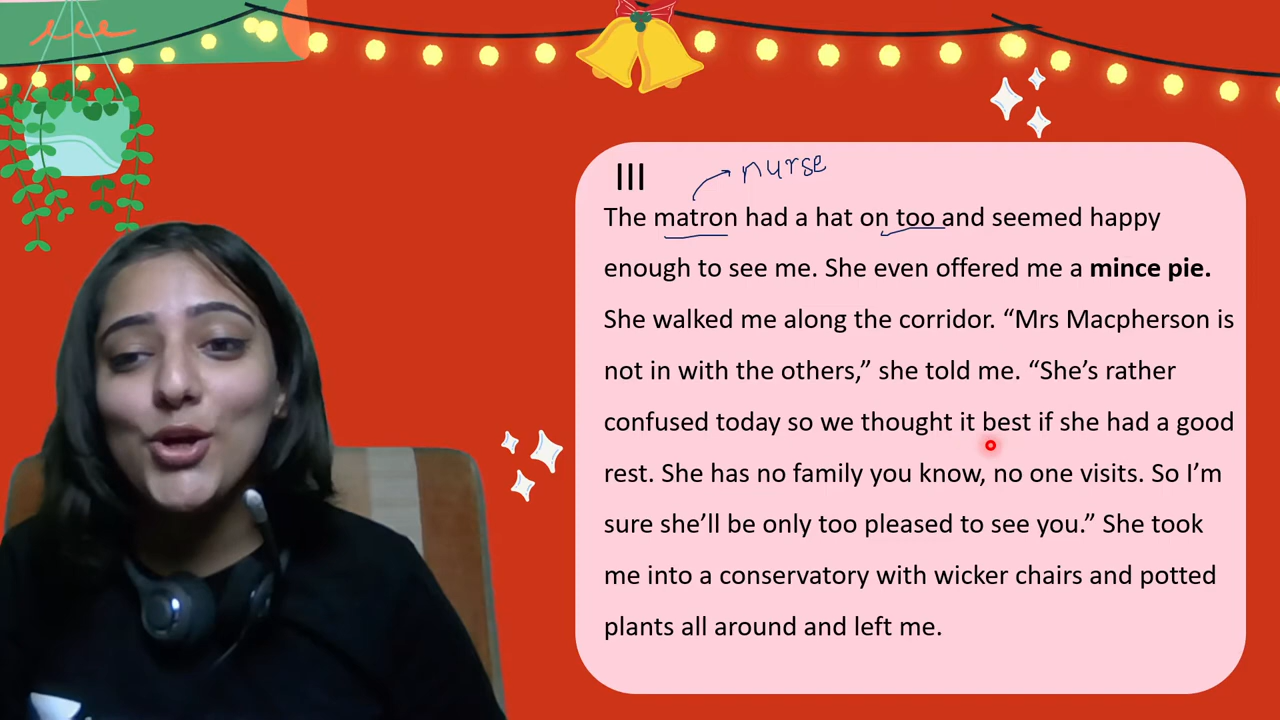 III
nurse
The matron had a hat on too and seemed happy
enough to see me. She even offered me a mince pie.
She walked me along the corridor. “Mrs Macpherson is
not in with the others,” she told me. “She’s rather
confused today so we thought it best if she had a good
rest. She has no family you know, no one visits. So I’m
sure she’ll be only too pleased to see you.” She took
me into a conservatory with wicker chairs and potted
plants all around and left me.